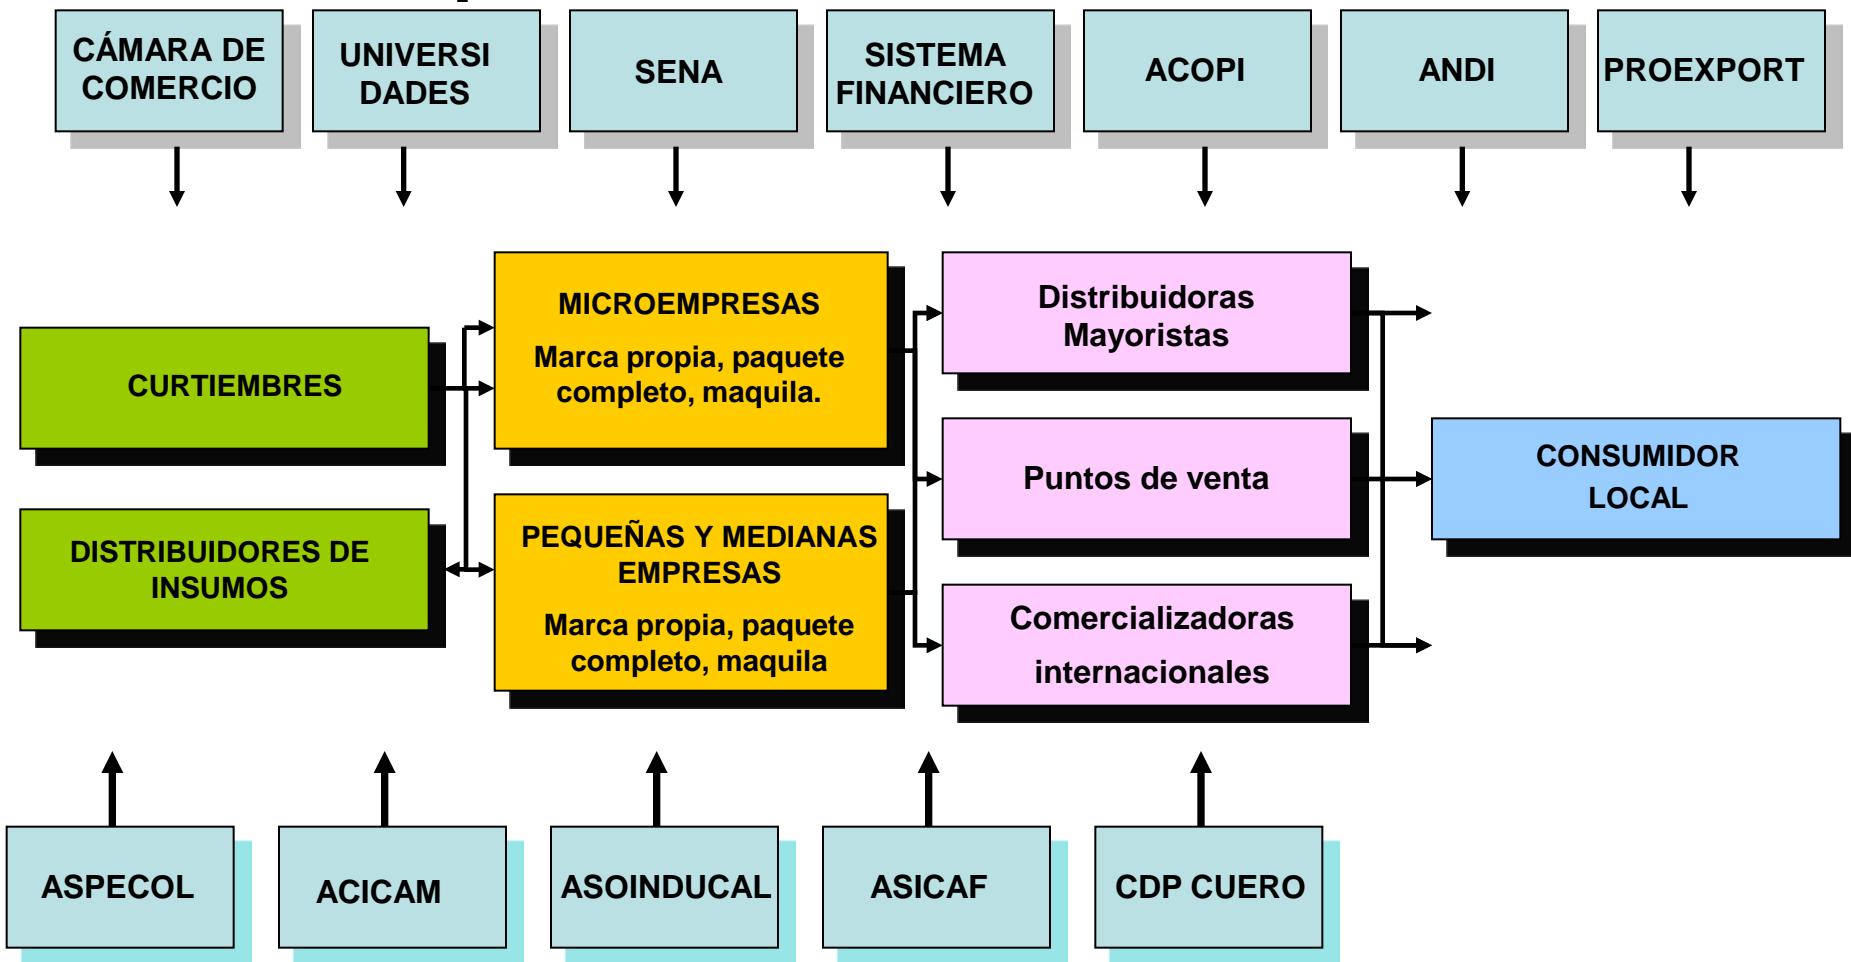 CÁMARA DE
COMERCIO
UNIVERSI
DADES
SENA
SISTEMA
FINANCIERO
ACOPI
ANDI
PROEXPORT
CURTIEMBRES
DISTRIBUIDORES DE
INSUMOS
MICROEMPRESAS
Marca propia, paquete
completo, maquila.
PEQUEÑAS Y MEDIANAS
EMPRESAS
Marca propia, paquete
completo, maquila
Distribuidoras
Mayoristas
Puntos de venta
Comercializadoras
internacionales
CONSUMIDOR
LOCAL
ASPECOL
ACICAM
ASOINDUCAL
ASICAF
CDP CUERO